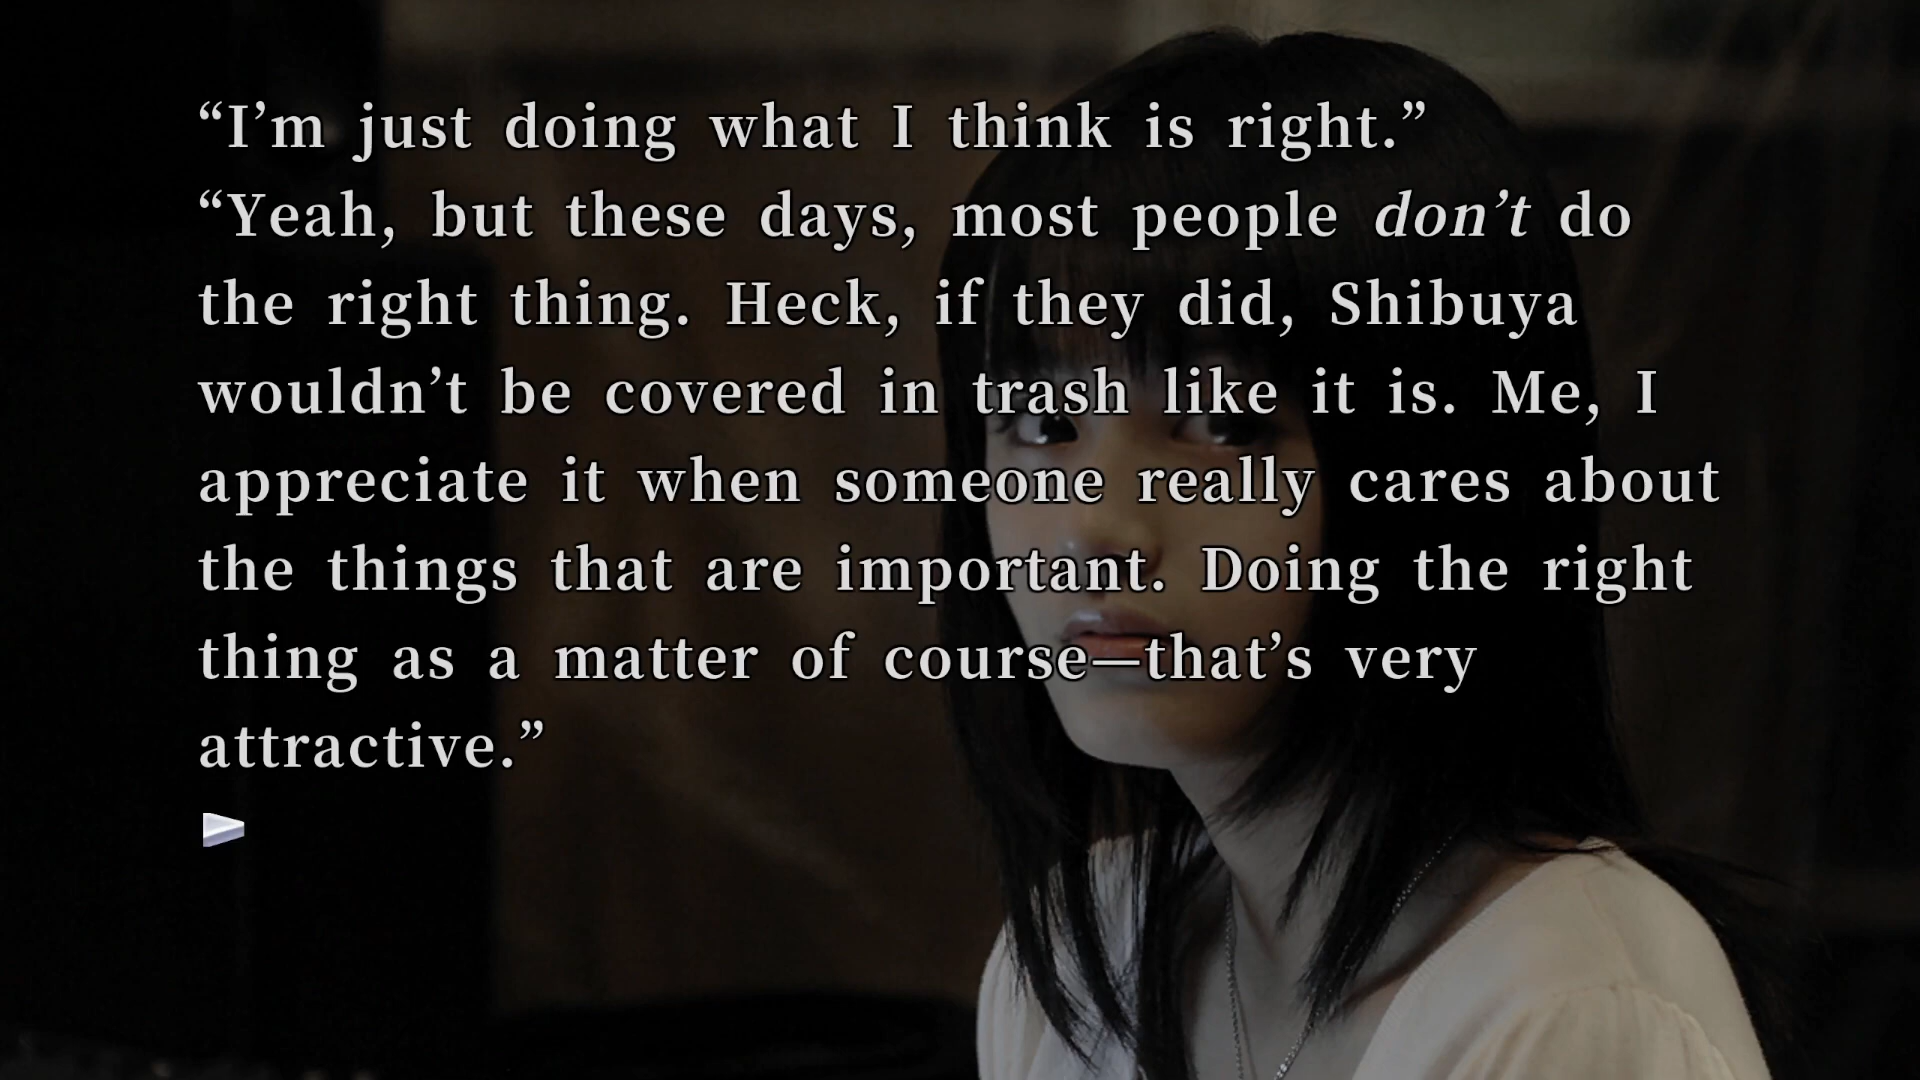 “I’m just doing what I think is right.”
“Yeah, but these days, most people don’t do
the right thing. Heck, if they did, Shibuya
wouldn’t be covered in trash like it is. Me, I
appreciate it when someone really cares about
the things that are important. Doing the right
thing as a matter of course—that’s very
attractive.”